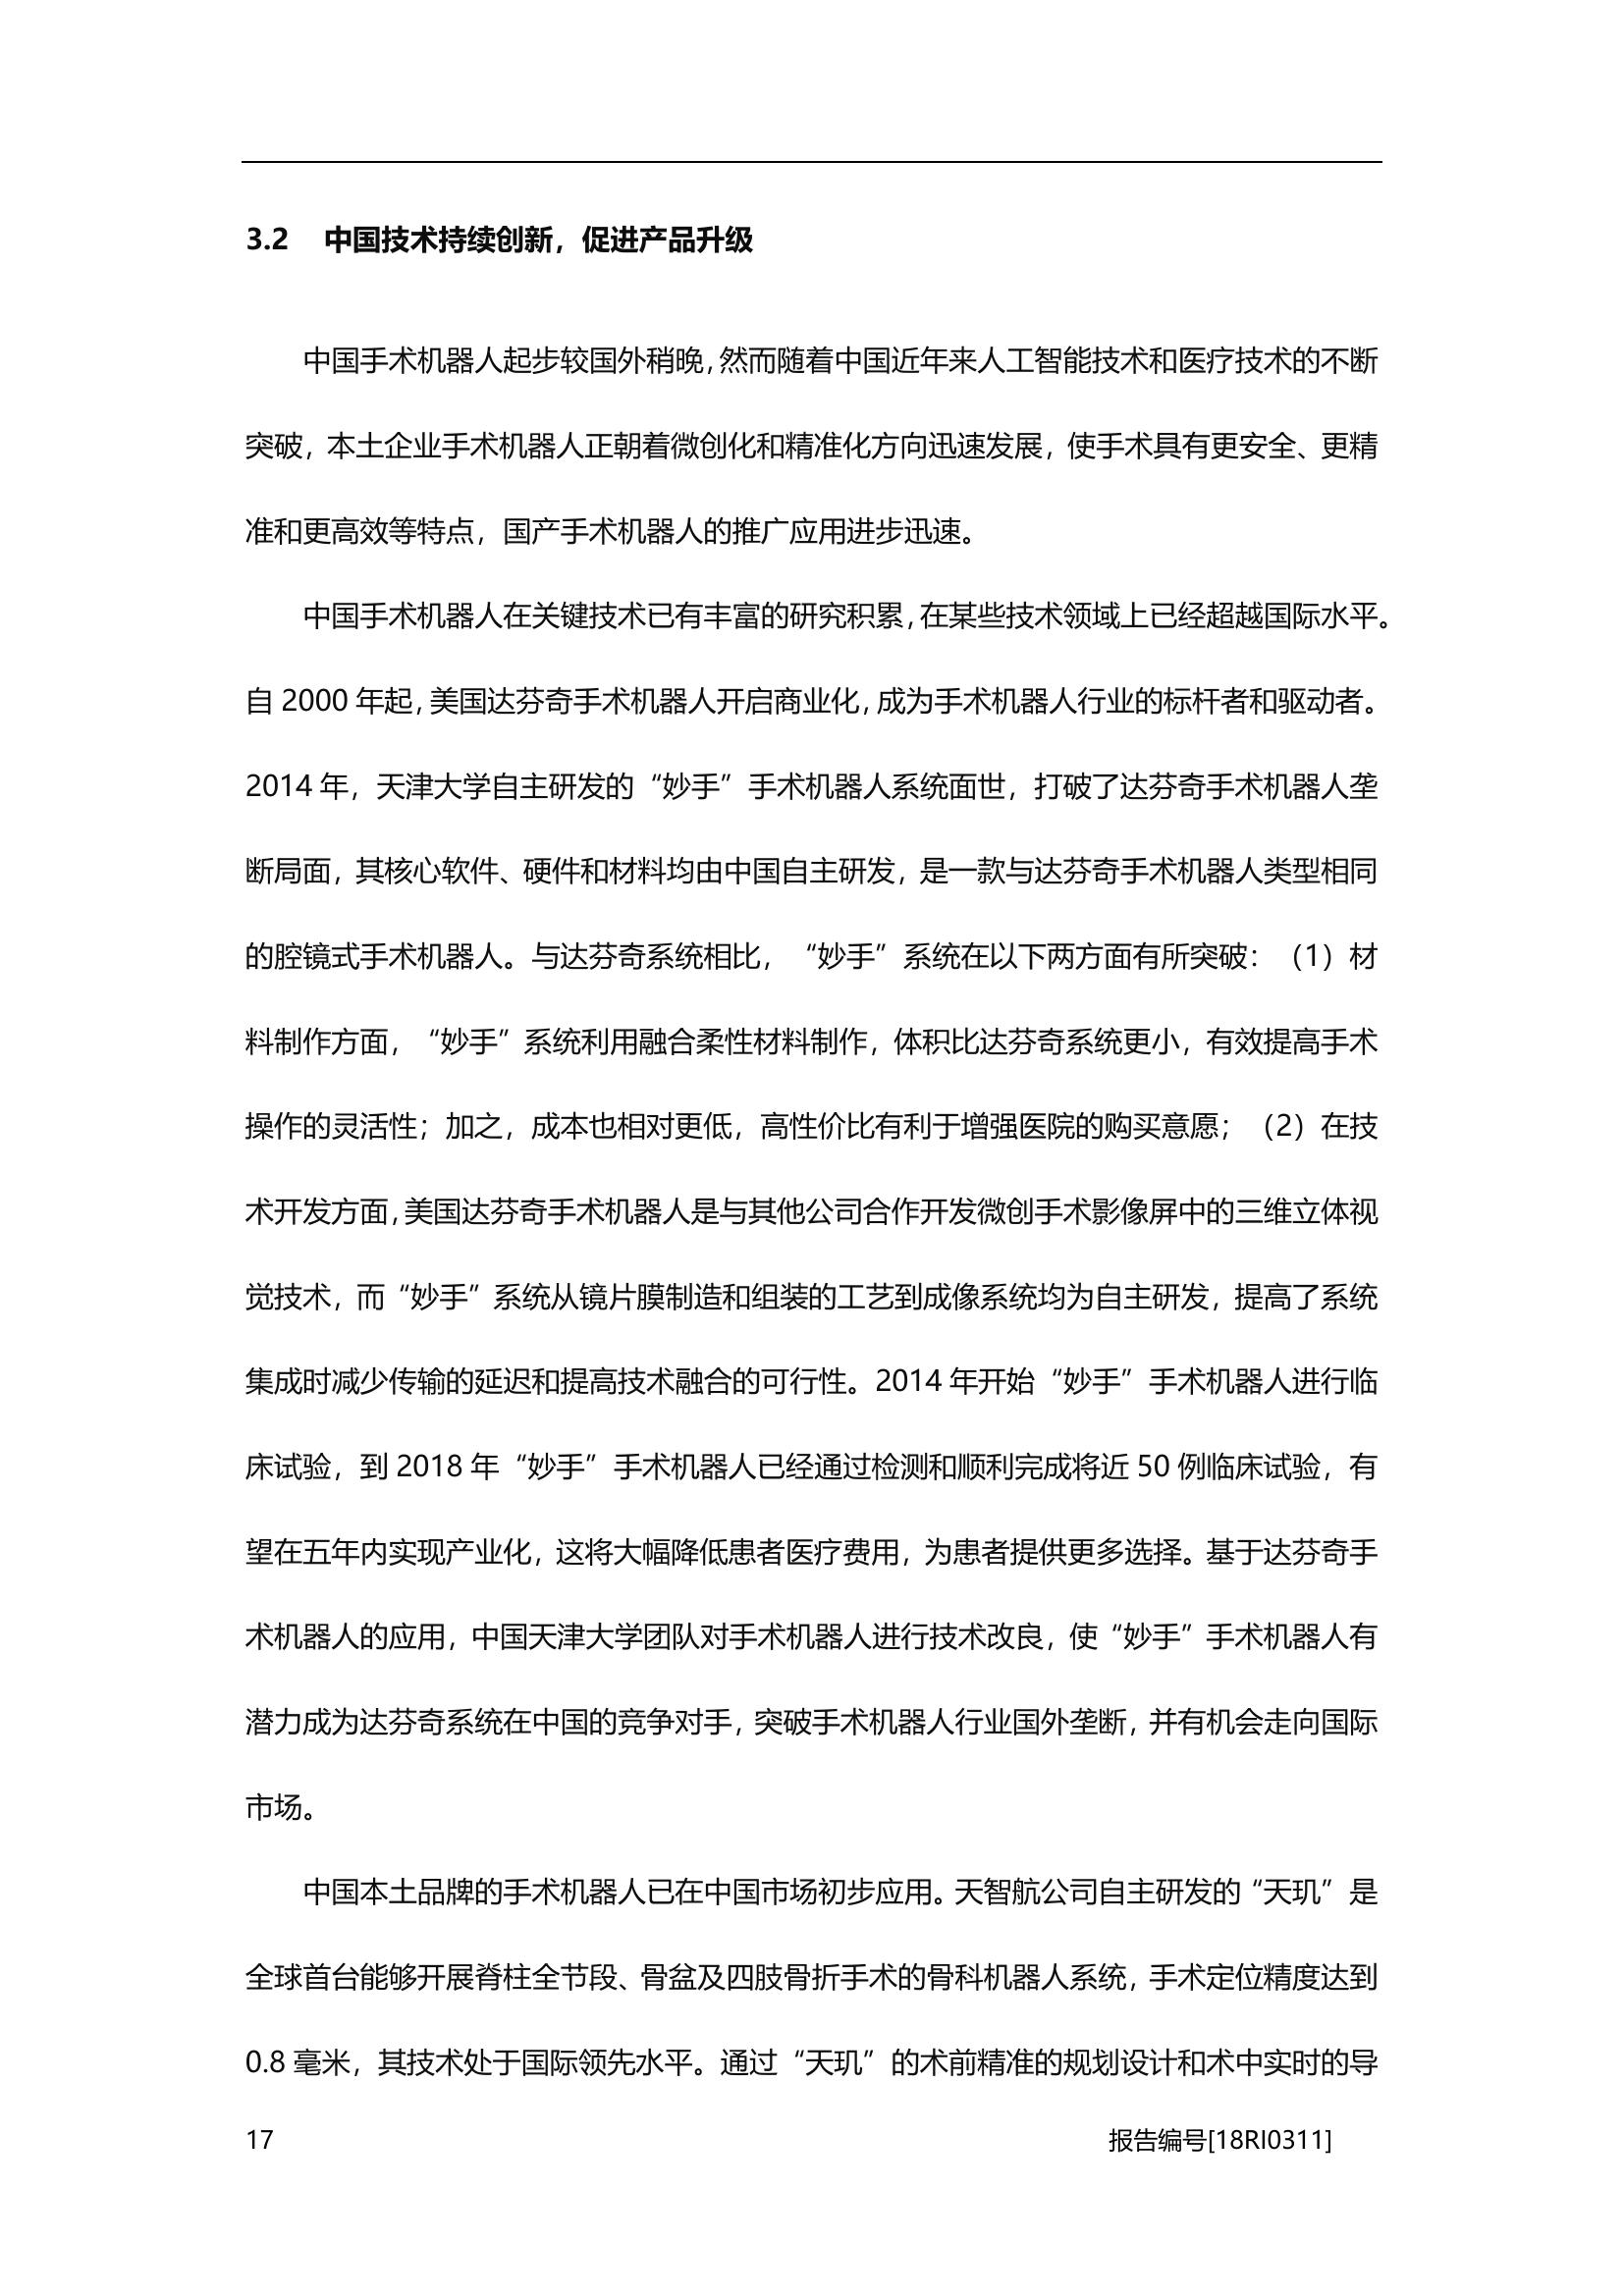 3.2 中国技术持续创新，促进产品升级
中国手术机器人起步较国外稍晚，然而随着中国近年来人工智能技术和医疗技术的不断
突破，本土企业手术机器人正朝着微创化和精准化方向迅速发展，使手术具有更安全、更精
准和更高效等特点，国产手术机器人的推广应用进步迅速。
中国手术机器人在关键技术已有丰富的研究积累，在某些技术领域上已经超越国际水平。
自 2000 年起，美国达芬奇手术机器人开启商业化，成为手术机器人行业的标杆者和驱动者。
2014 年，天津大学自主研发的“妙手”手术机器人系统面世，打破了达芬奇手术机器人垄
断局面，其核心软件、硬件和材料均由中国自主研发，是一款与达芬奇手术机器人类型相同
的腔镜式手术机器人。与达芬奇系统相比，“妙手”系统在以下两方面有所突破：（1）材
料制作方面，“妙手”系统利用融合柔性材料制作，体积比达芬奇系统更小，有效提高手术
操作的灵活性；加之，成本也相对更低，高性价比有利于增强医院的购买意愿；（2）在技
术开发方面，美国达芬奇手术机器人是与其他公司合作开发微创手术影像屏中的三维立体视
觉技术，而“妙手”系统从镜片膜制造和组装的工艺到成像系统均为自主研发，提高了系统
集成时减少传输的延迟和提高技术融合的可行性。2014 年开始“妙手”手术机器人进行临
床试验，到 2018 年“妙手”手术机器人已经通过检测和顺利完成将近 50 例临床试验，有
望在五年内实现产业化，这将大幅降低患者医疗费用，为患者提供更多选择。基于达芬奇手
术机器人的应用，中国天津大学团队对手术机器人进行技术改良，使“妙手”手术机器人有
潜力成为达芬奇系统在中国的竞争对手，突破手术机器人行业国外垄断，并有机会走向国际
市场。
中国本土品牌的手术机器人已在中国市场初步应用。天智航公司自主研发的“天玑”是
全球首台能够开展脊柱全节段、骨盆及四肢骨折手术的骨科机器人系统，手术定位精度达到
0.8 毫米，其技术处于国际领先水平。通过“天玑”的术前精准的规划设计和术中实时的导
17 报告编号[18RI0311]